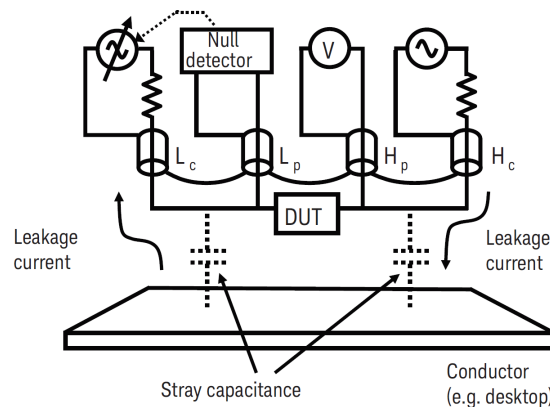 Null
detector
V
L c
L p
H p
H c
DUT
Leakage
current
Leakage
current
Stray capacitance
Conductor
(e.g. desktop)